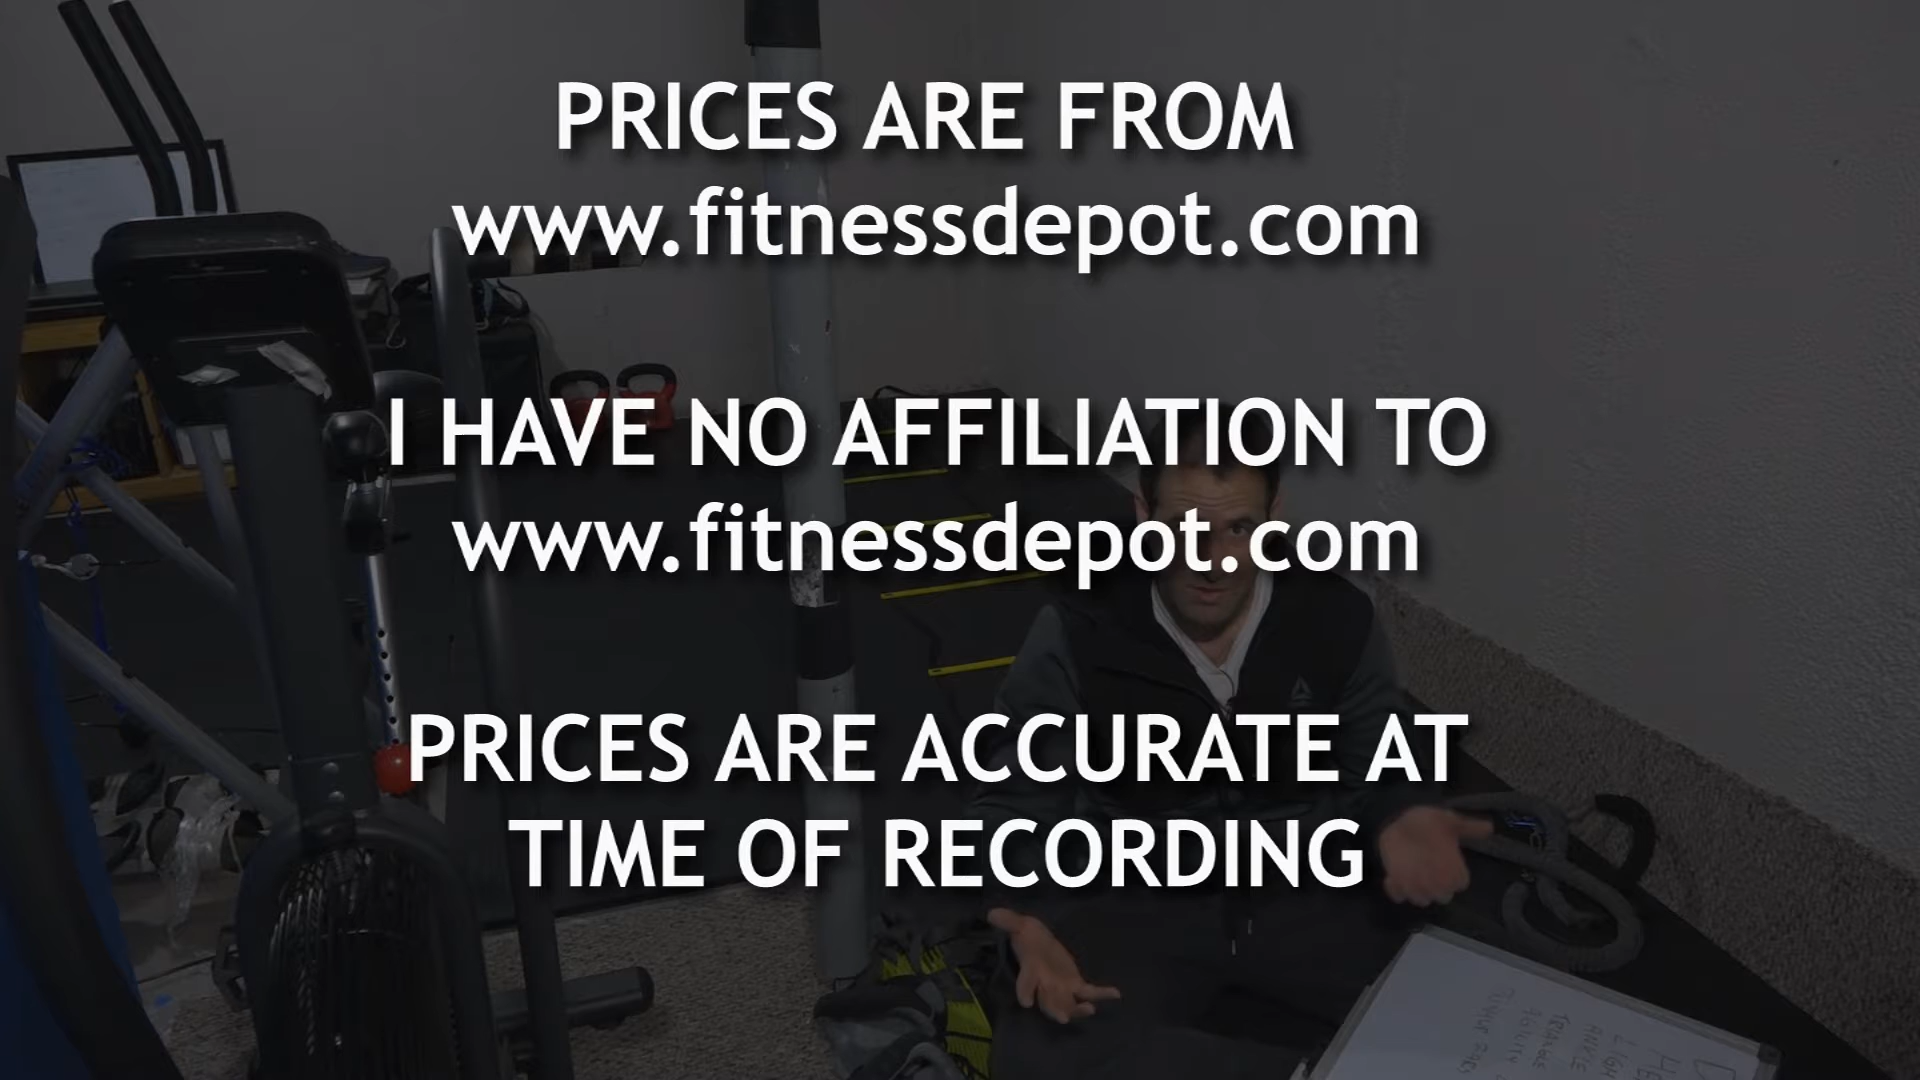 PRICES ARE FROM
www.fitnessdepot.com
I HAVE NO AFFILIATION TO
www.fitnessdepot.com
PRICES ARE ACCURATE AT
TIME OF RECORDING